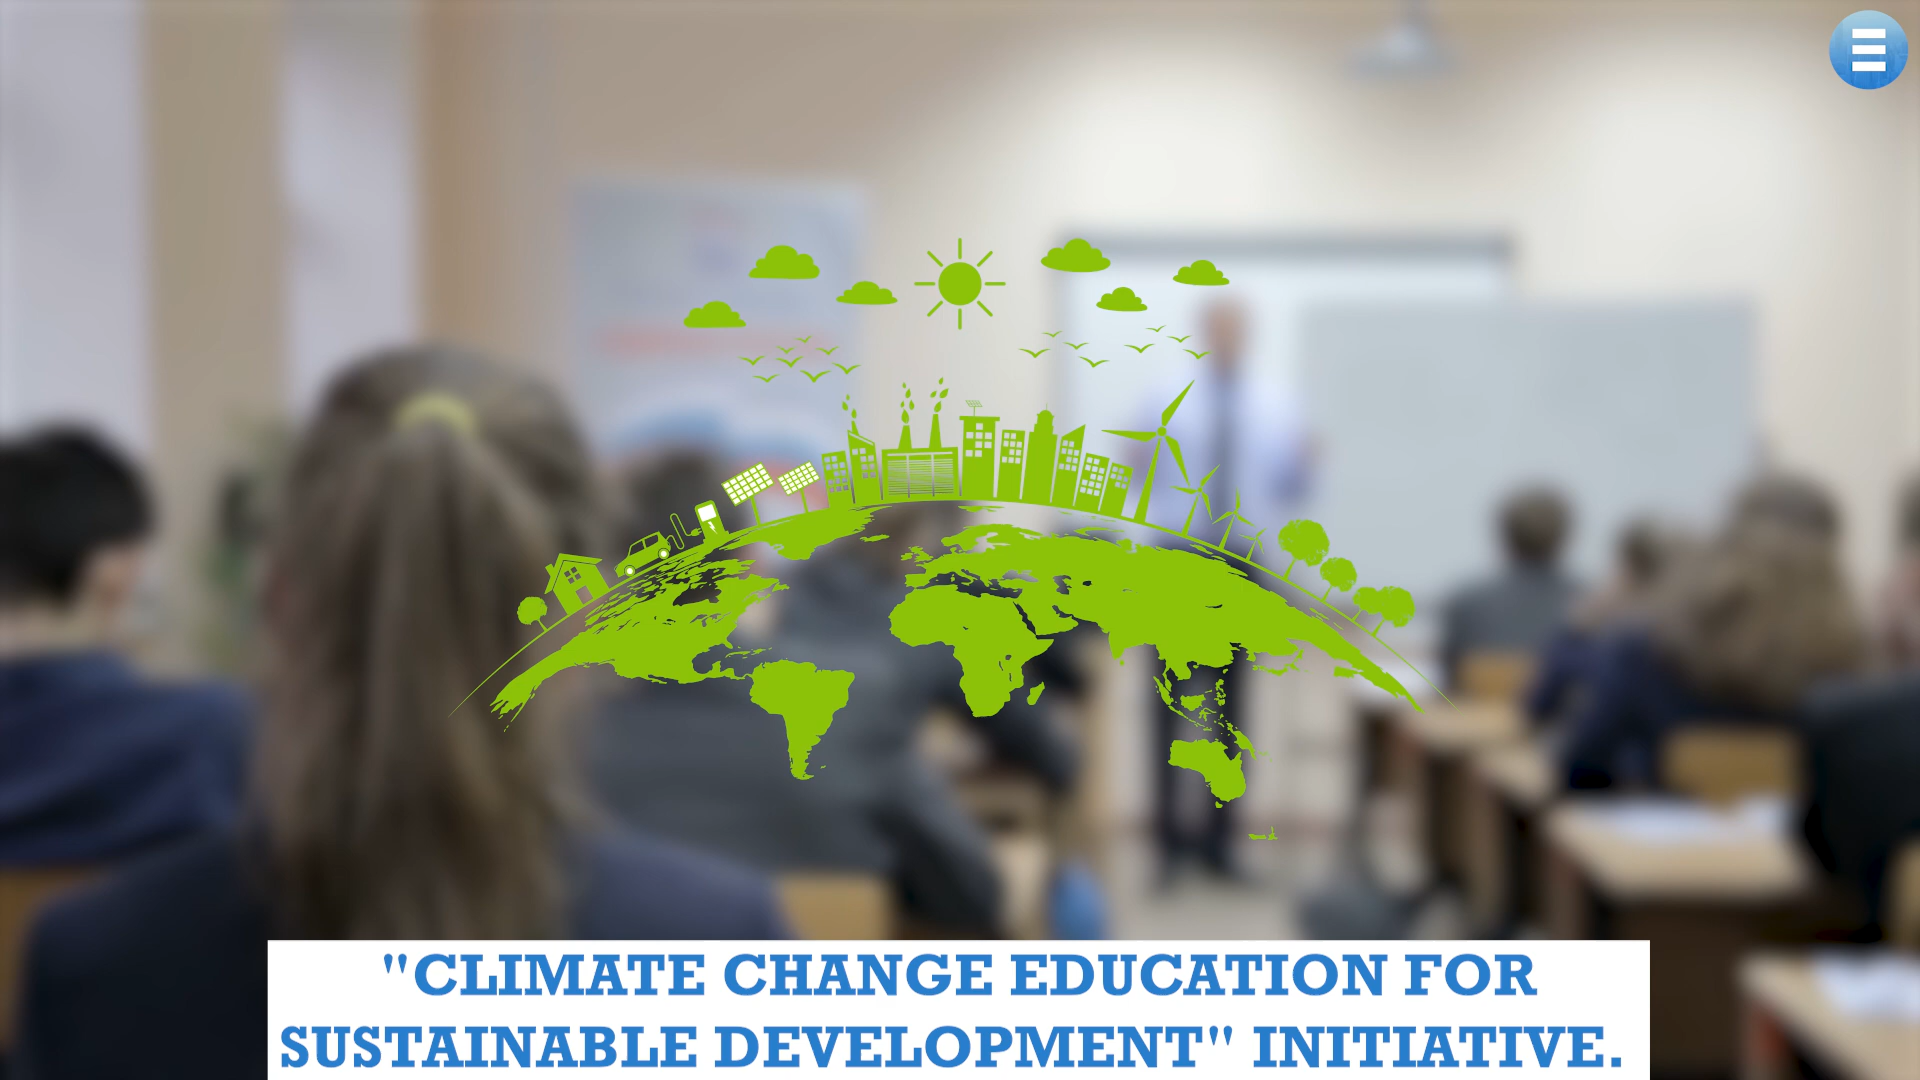 "CLIMATE CHANGE EDUCATION FOR
SUSTAINABLE DEVELOPMENT" INITIATIVE.